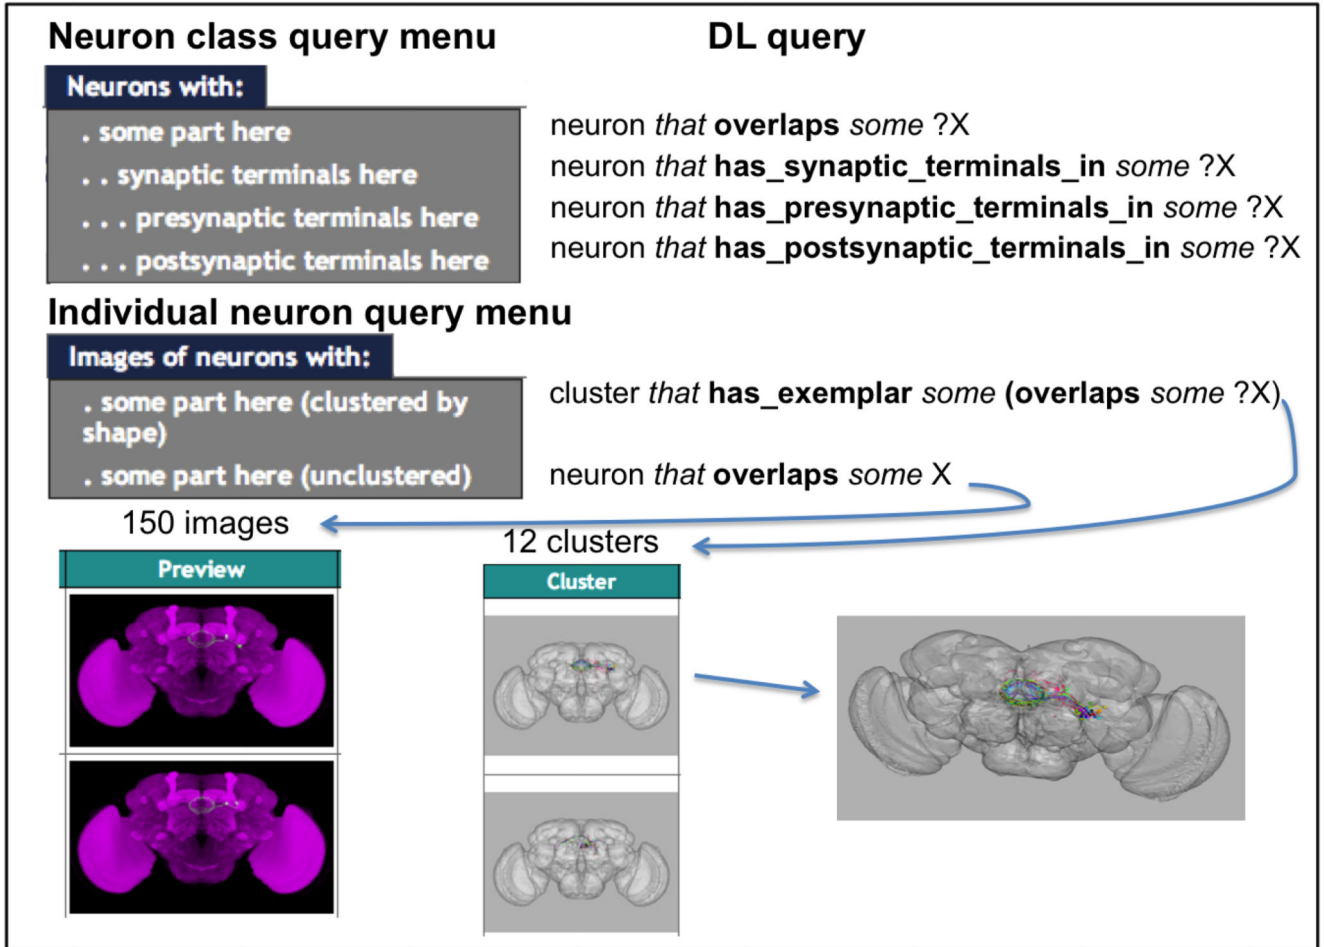 Neuron class query menu
DL query
Neurons with:
. some part here
neuron that overlaps some ?X
. . synaptic terminals here
neuron that has_synaptic_terminals_in some ?X
. . . presynaptic terminals here
neuron that has_presynaptic_terminals_in some ?X
. . . postsynaptic terminals here
neuron that has_postsynaptic_terminals_in some ?X
Individual neuron query menu
Images of neurons with:
. some part here (clustered by
shape)
cluster that has_exemplar some (overlaps some ?X)
. some part here (unclustered)
neuron that overlaps some X
150 images
12 clusters
Preview
Cluster